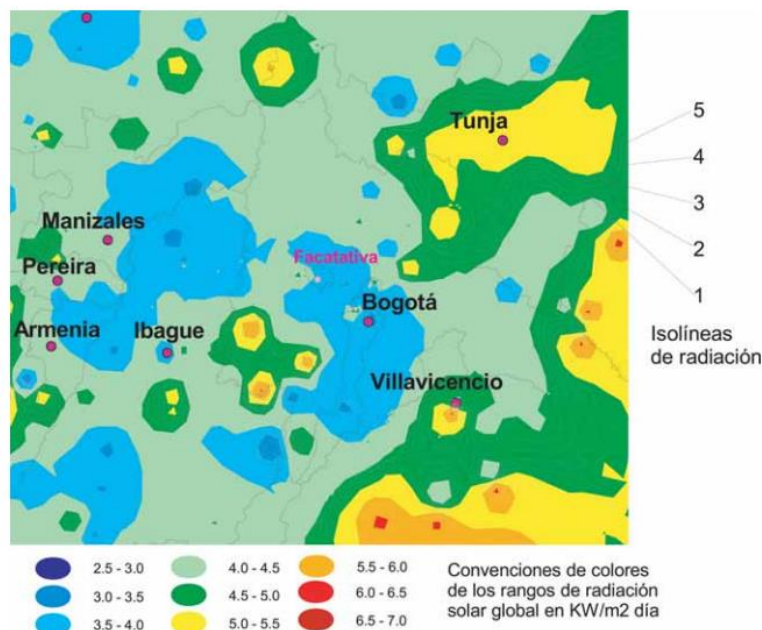 Tunja
Manizales
Facatativa
Pereira
Bogotá
Armenia
Ibague
Villavicencio
5
4
3
2
1
Isolíneas
de radiación
2.5 - 3.0
3.0 - 3.5
3.5 - 4.0
4.0 - 4.5
4.5 - 5.0
5.0 - 5.5
5.5 - 6.0
6.0 - 6.5
6.5 - 7.0
Convenciones de colores
de los rangos de radiación
solar global en KW/m2 día